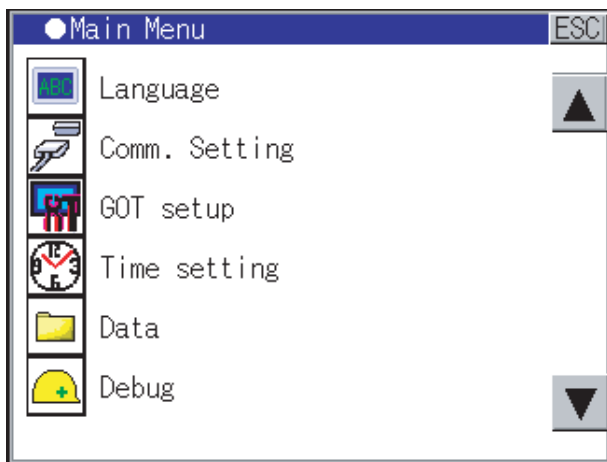 ●Main Menu ESC
ABC
Language
Comm. Setting
GOT setup
Time setting
Data
Debug